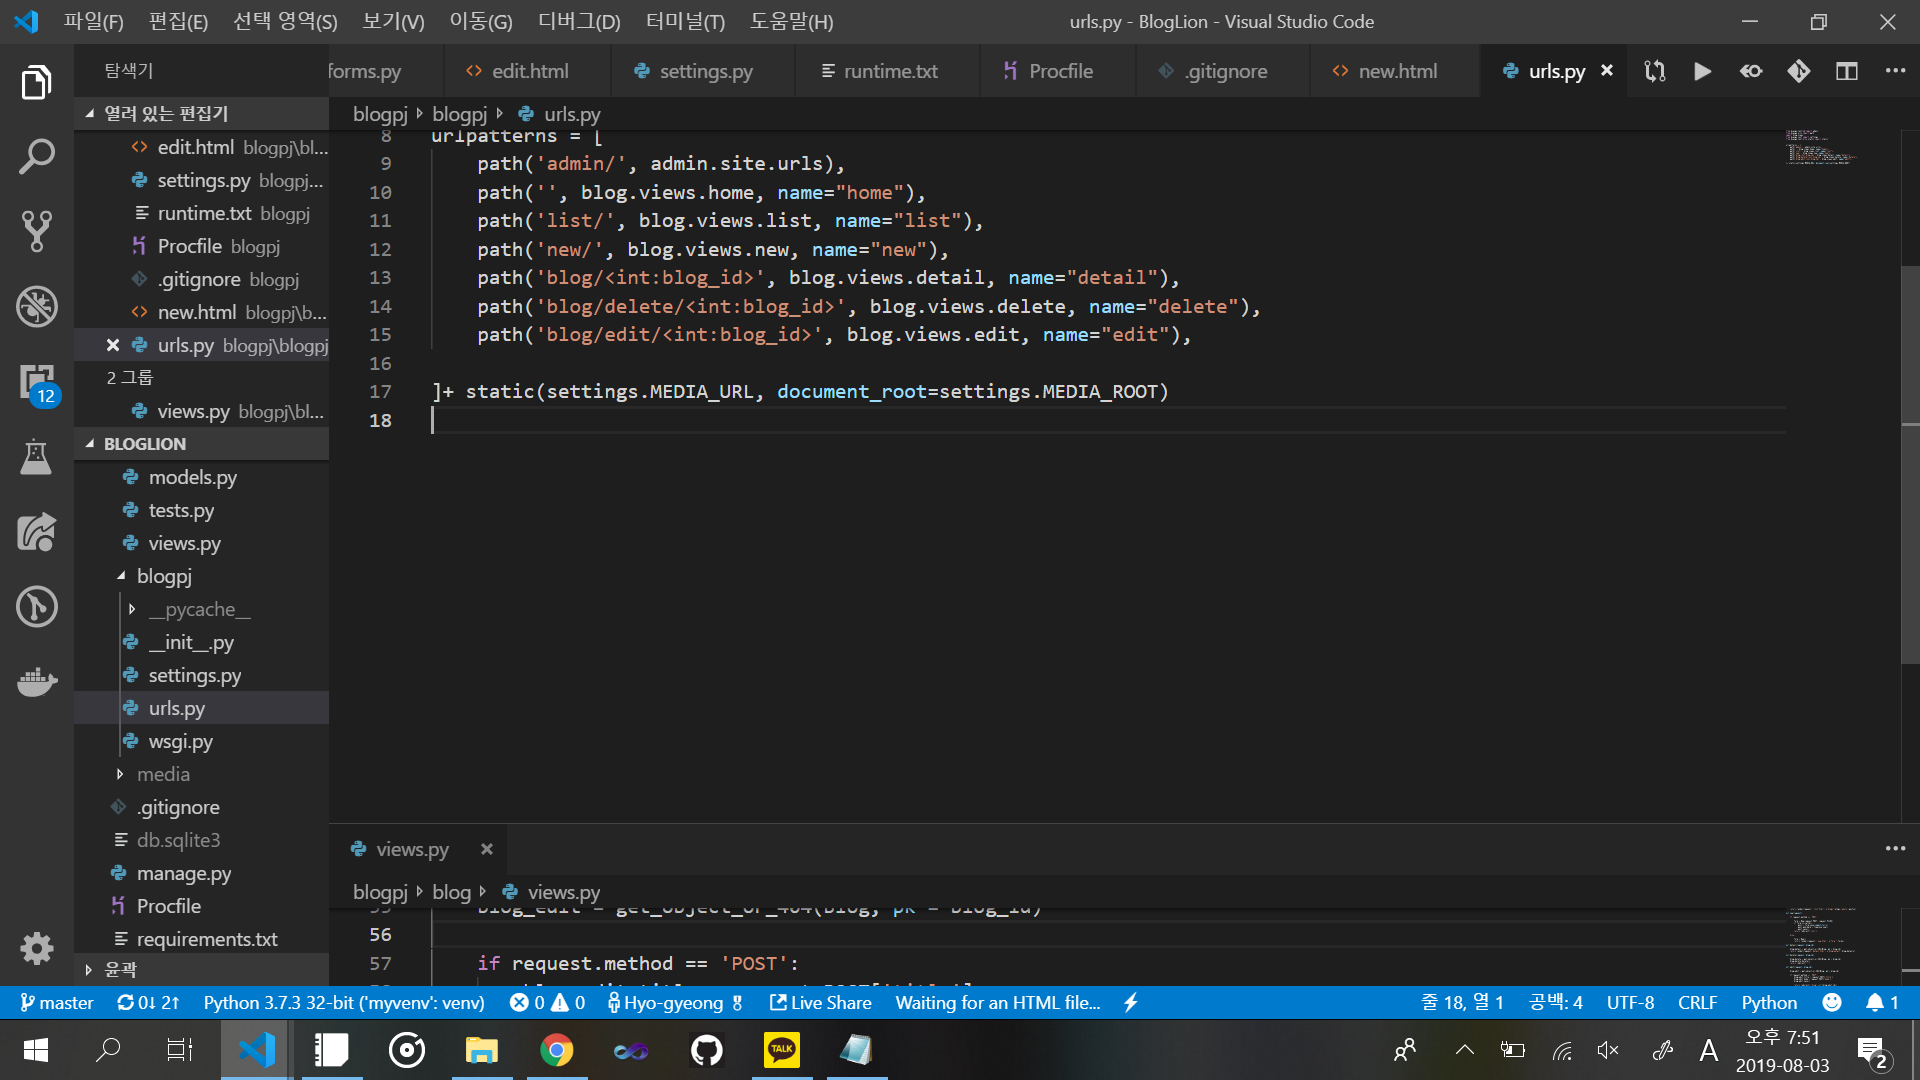 파일(F) 편집(E) 선택 영역(S) 보기(V) 이동(G) 디버그(D) 터미널(T) 도움말(H)
urls.py - BlogLion - Visual Studio Code
탐색기
forms.py
edit.html
settings.py
runtime.txt
Procfile
.gitignore
new.html
urls.py
열려 있는 편집기
edit.html blogpj\bl...
settings.py blogpj...
runtime.txt blogpj
Procfile blogpj
.gitignore blogpj
new.html blogpj\b...
urls.py blogpj\blogpj
2 그룹
views.py blogpj\bl...
BLOGLION
models.py
tests.py
views.py
blogpj
__pycache__
__init__.py
settings.py
urls.py
wsgi.py
media
.gitignore
db.sqlite3
manage.py
Procfile
requirements.txt
윤곽
12
blogpj blogpj urls.py
8 urlpatterns = [
9 path('admin/', admin.site.urls),
10 path('', blog.views.home, name="home"),
11 path('list/', blog.views.list, name="list"),
12 path('new/', blog.views.new, name="new"),
13 path('blog/<int:blog_id>', blog.views.detail, name="detail"),
14 path('blog/delete/<int:blog_id>', blog.views.delete, name="delete"),
15 path('blog/edit/<int:blog_id>', blog.views.edit, name="edit"),
16
17 ]+ static(settings.MEDIA_URL, document_root=settings.MEDIA_ROOT)
18
views.py
blogpj blog views.py
55 blog_edit = get_object_or_404(Blog, pk = blog_id)
56
57 if request.method == 'POST':
master 0↓ 2↑ Python 3.7.3 32-bit ('myvenv': venv) 0 0 Hyo-gyeong Live Share Waiting for an HTML file...
줄 18, 열 1 공백: 4 UTF-8 CRLF Python 1
TALK
A
오후 7:51
2019-08-03
2